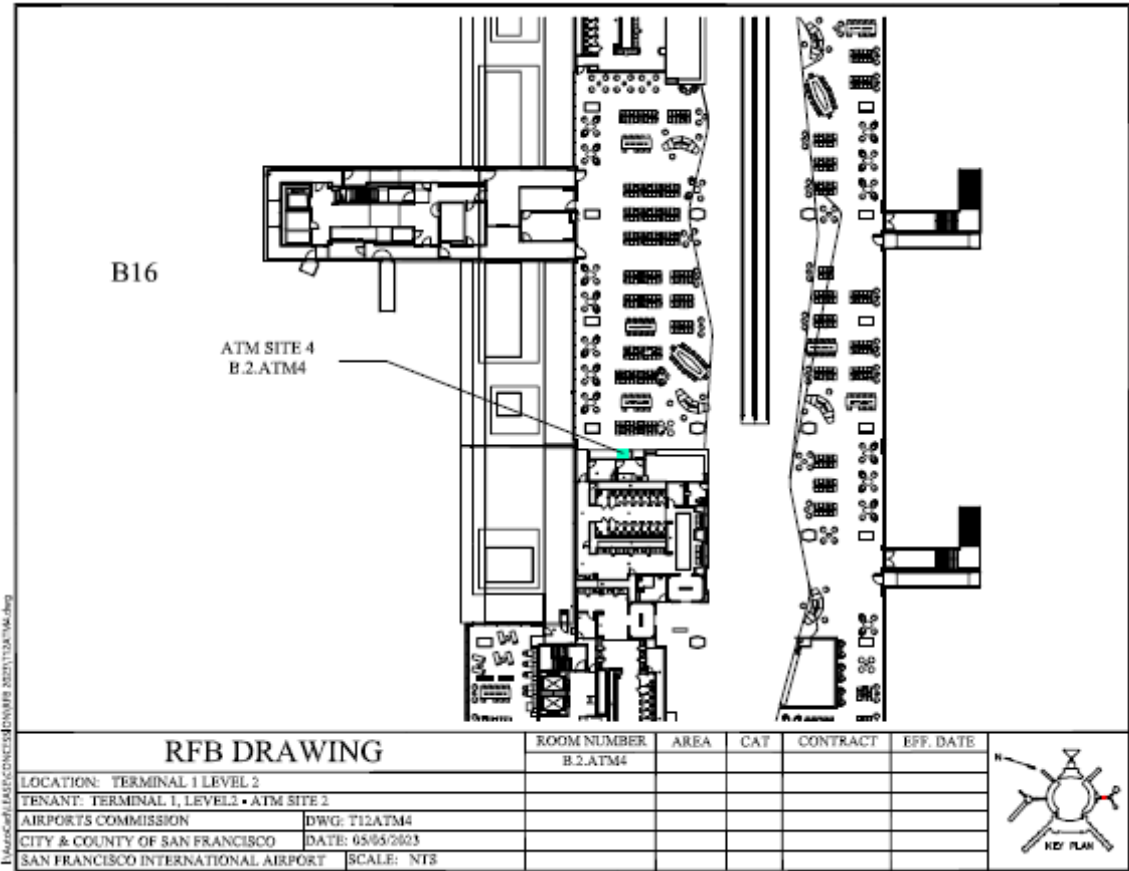 B16
ATM SITE 4
B.2.ATM4
RFB DRAWING
ROOM NUMBER
AREA
CAT
CONTRACT
EFF. DATE
B.2.ATM4
LOCATION: TERMINAL 1 LEVEL 2
TENANT: TERMINAL 1, LEVEL2 • ATM SITE 2
AIRPORTS COMMISSION
DWG: T12ATM4
CITY & COUNTY OF SAN FRANCISCO
DATE: 05/05/2023
SAN FRANCISCO INTERNATIONAL AIRPORT
SCALE: NTS
N
KEY PLAN